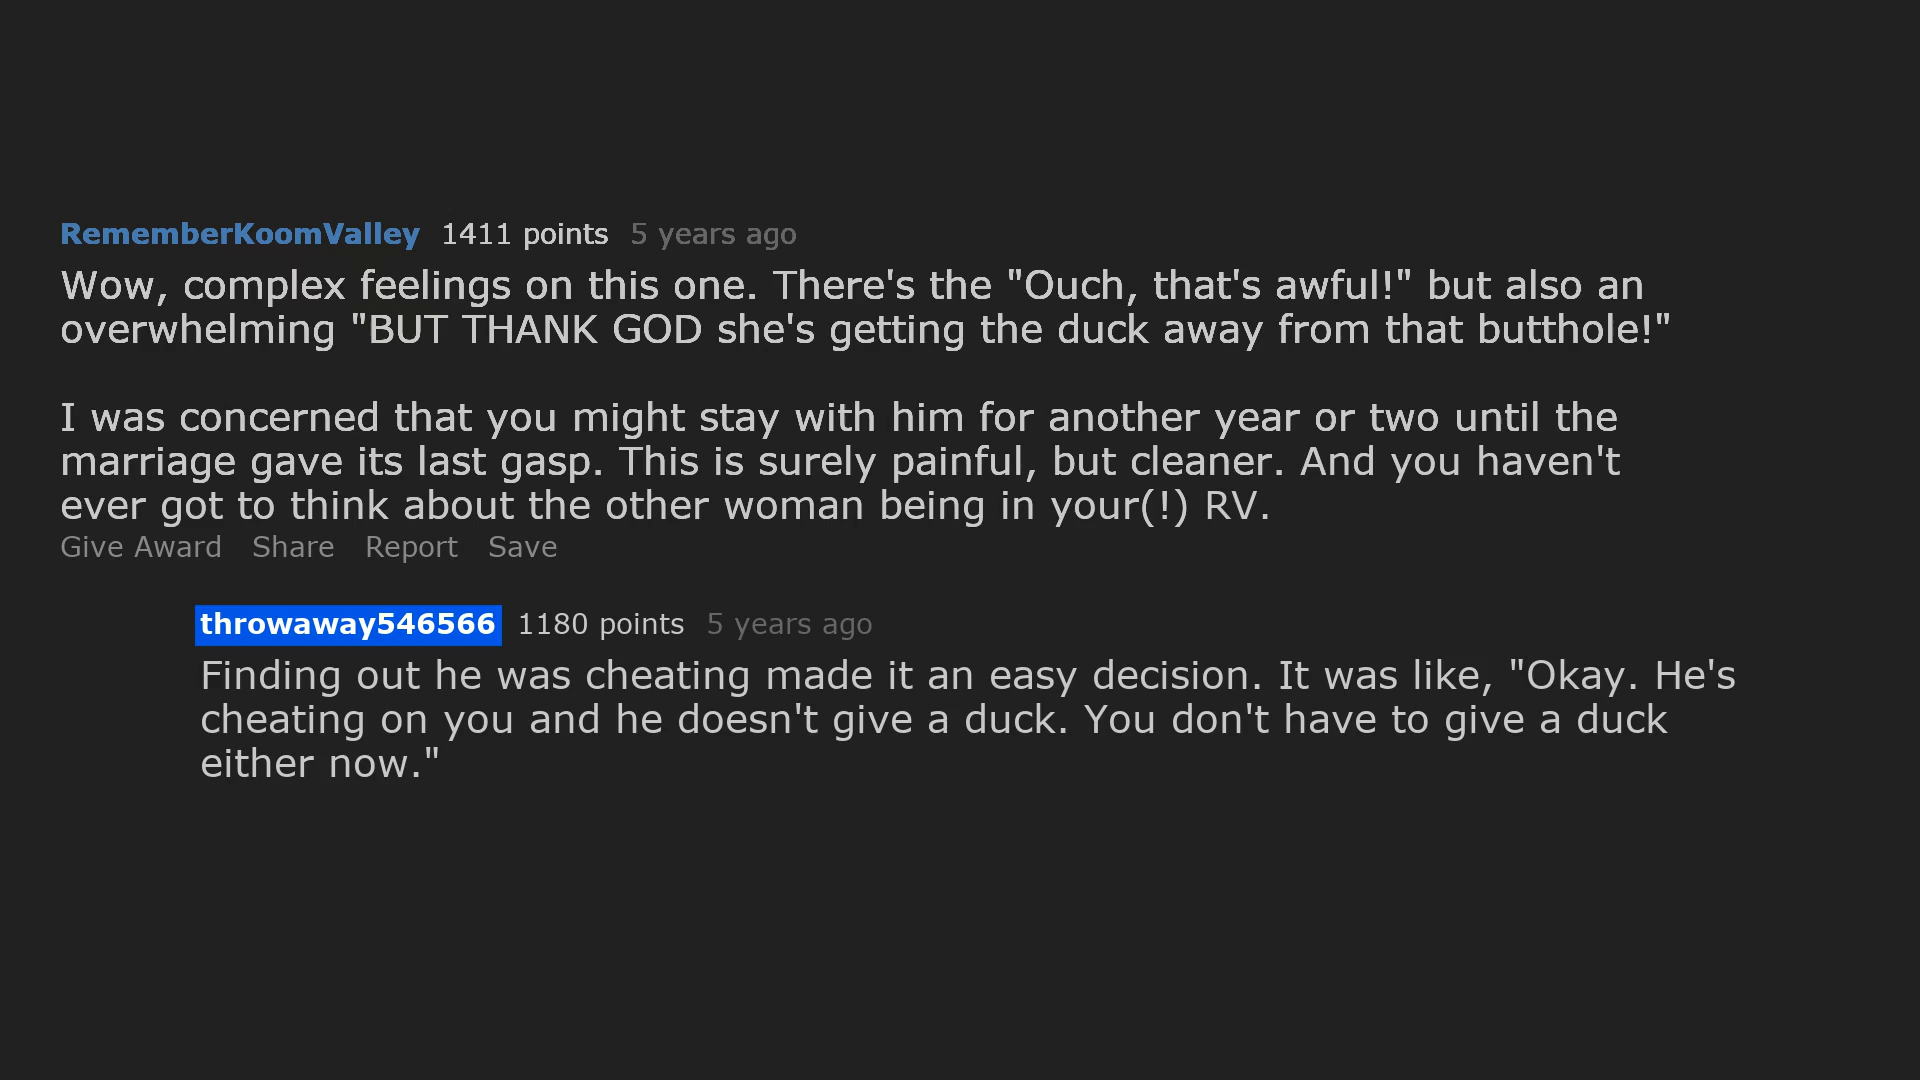 RememberKoomValley 1411 points 5 years ago
Wow, complex feelings on this one. There's the "Ouch, that's awful!" but also an
overwhelming "BUT THANK GOD she's getting the duck away from that butthole!"
I was concerned that you might stay with him for another year or two until the
marriage gave its last gasp. This is surely painful, but cleaner. And you haven't
ever got to think about the other woman being in your(!) RV.
Give Award Share Report Save
throwaway546566 1180 points 5 years ago
Finding out he was cheating made it an easy decision. It was like, "Okay. He's
cheating on you and he doesn't give a duck. You don't have to give a duck
either now."